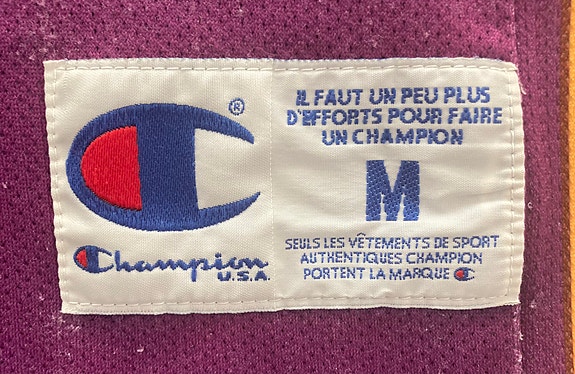 ®
Champion
U.S.A.
IL FAUT UN PEU PLUS
D'EFFORTS POUR FAIRE
UN CHAMPION
M
SEULS LES VÊTEMENTS DE SPORT
AUTHENTIQUES CHAMPION
PORTENT LA MARQUE